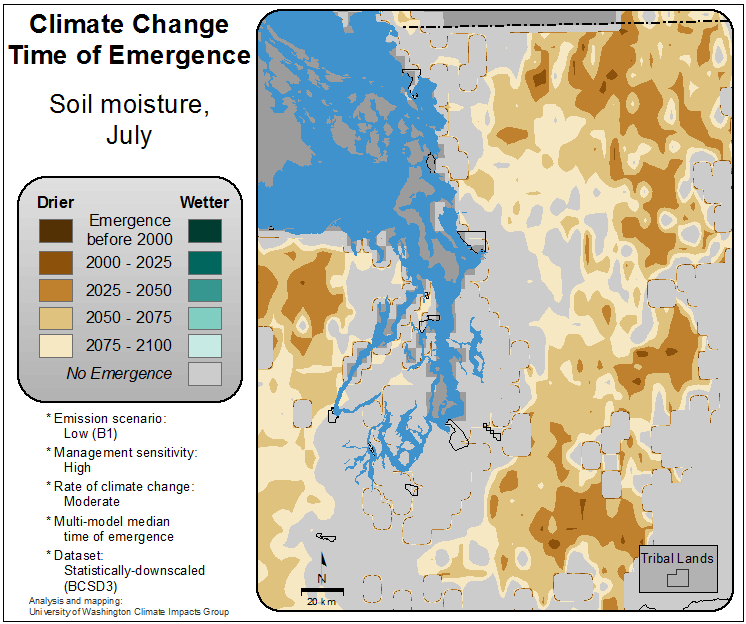 Climate Change
Time of Emergence
Soil moisture,
July
Drier
Wetter
Emergence
before 2000
2000 - 2025
2025 - 2050
2050 - 2075
2075 - 2100
No Emergence
* Emission scenario:
Low (B1)
* Management sensitivity:
High
* Rate of climate change:
Moderate
* Multi-model median
time of emergence
* Dataset:
Statistically-downscaled
(BCSD3)
Analysis and mapping:
University of Washington Climate Impacts Group
N
20 km
Tribal Lands